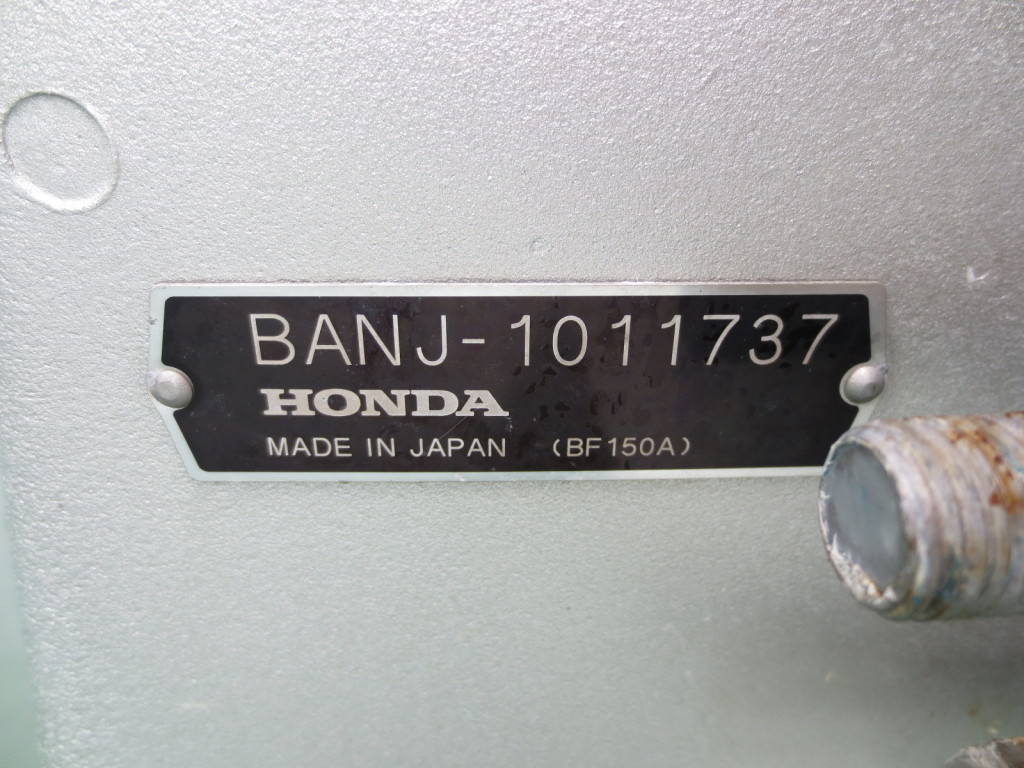 BANJ-1011737
HONDA
MADE IN JAPAN (BF150A)